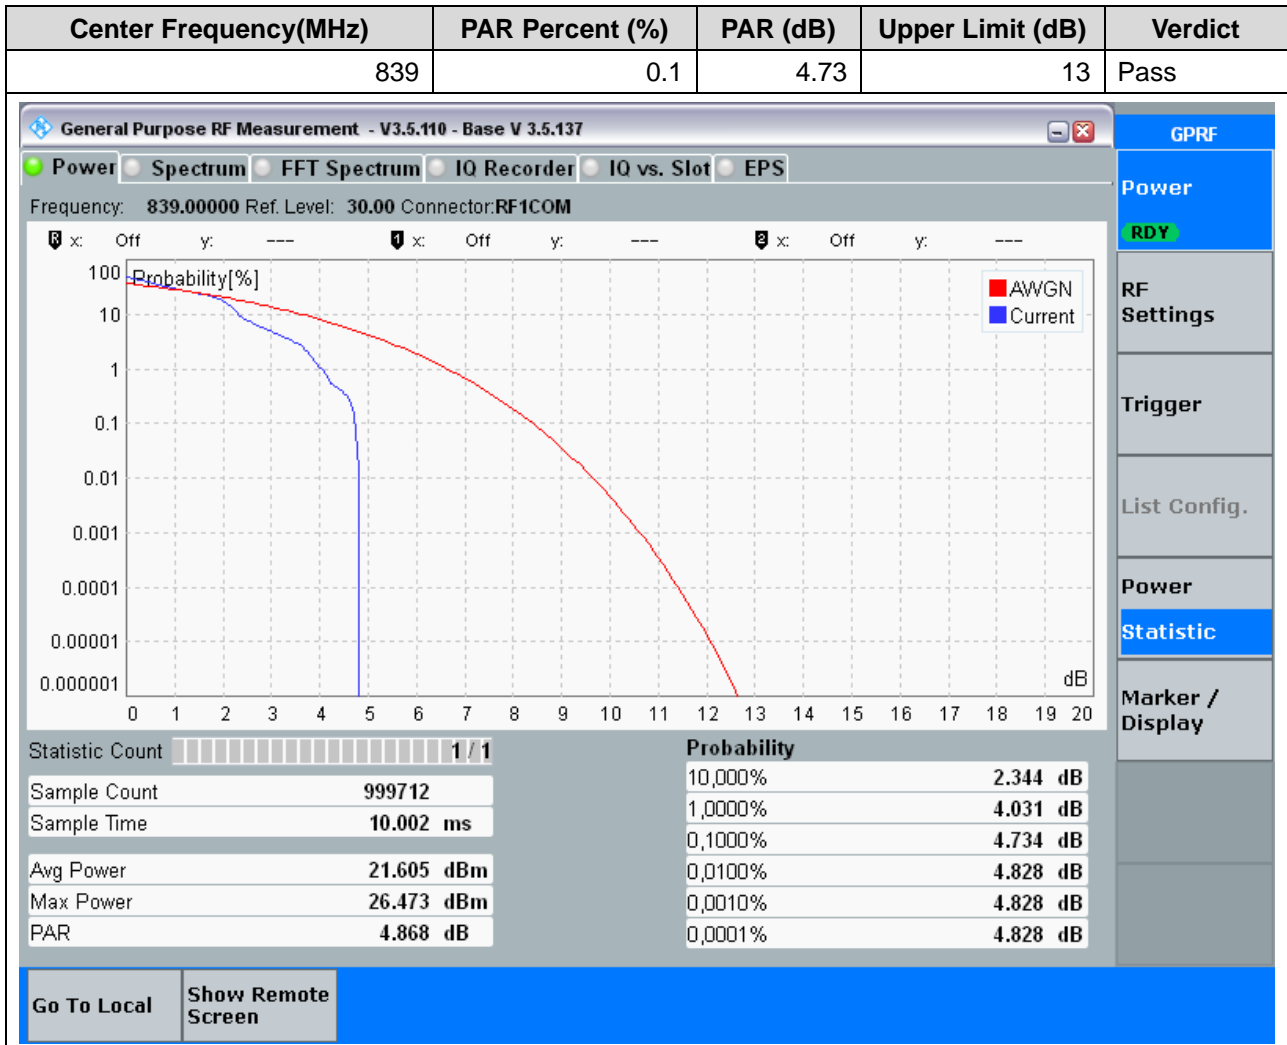 Center Frequency(MHz) PAR Percent (%) PAR (dB) Upper Limit (dB) Verdict
839 0.1 4.73 13 Pass
General Purpose RF Measurement - V3.5.110 - Base V 3.5.137
GPRF
Power Spectrum FFT Spectrum IQ Recorder IQ vs. Slot EPS
Power
RDY
Frequency: 839.00000 Ref. Level: 30.00 Connector:RF1COM
R x: Off y: --- 1 x: Off y: --- 2 x: Off y: ---
Probability[%]
100
10
1
0.1
0.01
0.001
0.0001
0.00001
0.000001
AWGN
Current
dB
0 1 2 3 4 5 6 7 8 9 10 11 12 13 14 15 16 17 18 19 20
RF
Settings
Trigger
List Config.
Power
Statistic
Marker /
Display
Statistic Count 1 / 1
Sample Count 999712
Sample Time 10.002 ms
Avg Power 21.605 dBm
Max Power 26.473 dBm
PAR 4.868 dB
Probability
10,000% 2.344 dB
1,0000% 4.031 dB
0,1000% 4.734 dB
0,0100% 4.828 dB
0,0010% 4.828 dB
0,0001% 4.828 dB
Go To Local
Show Remote
Screen